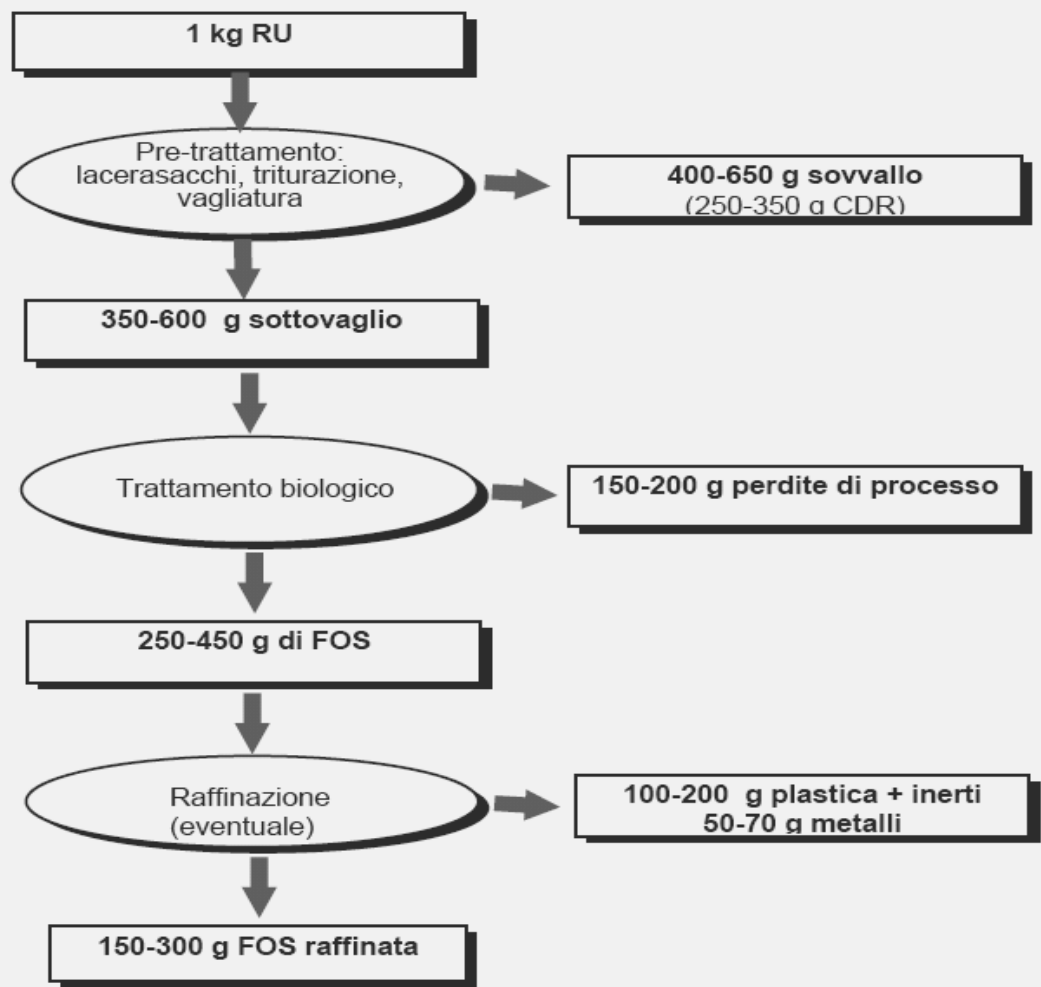 1 kg RU
Pre-trattamento:
lacerasacchi, triturazione,
vagliatura
400-650 g sovvallo
(250-350 g CDR)
350-600 g sottovaglio
Trattamento biologico
150-200 g perdite di processo
250-450 g di FOS
Raffinazione
(eventuale)
100-200 g plastica + inerti
50-70 g metalli
150-300 g FOS raffinata